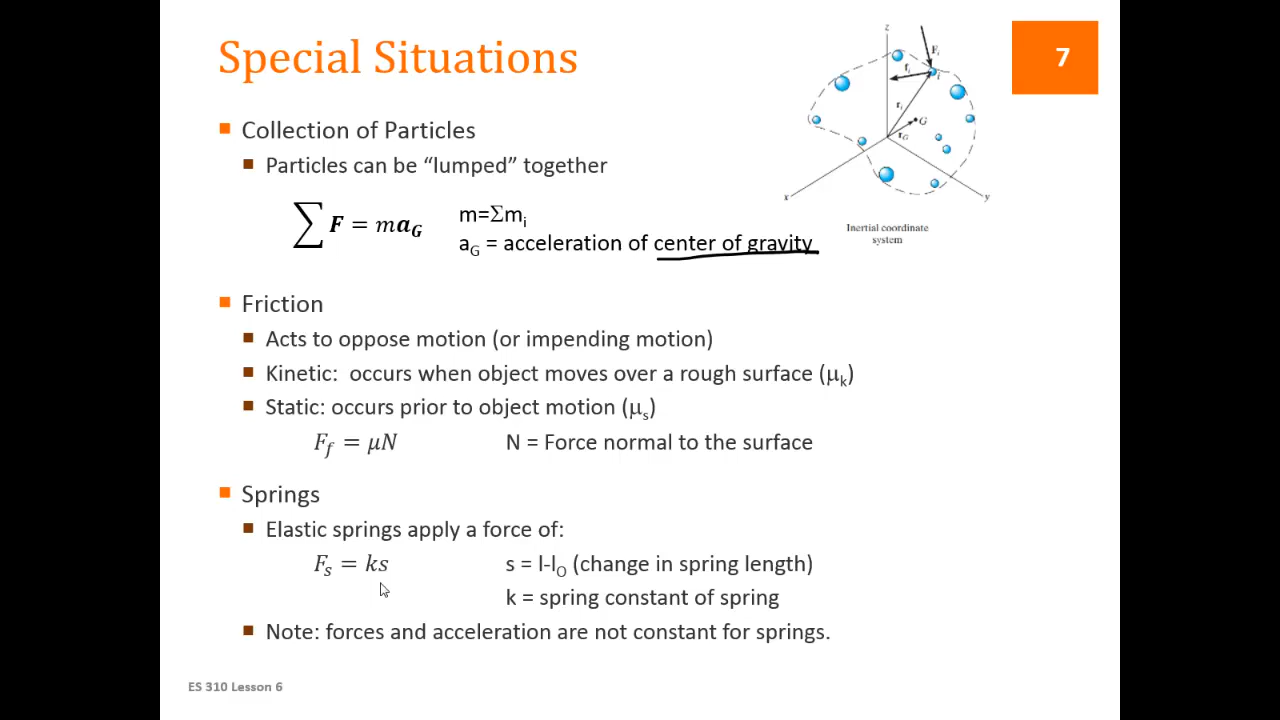 Special Situations
7
Collection of Particles
Particles can be “lumped” together
∑ F = ma_G
m=Σm_i
a_G = acceleration of center of gravity
z
F_i
f_i
i
r_i
G
r_G
x
y
Inertial coordinate
system
Friction
Acts to oppose motion (or impending motion)
Kinetic: occurs when object moves over a rough surface (μ_k)
Static: occurs prior to object motion (μ_s)
F_f = μN
N = Force normal to the surface
Springs
Elastic springs apply a force of:
F_s = ks
s = l-l_O (change in spring length)
k = spring constant of spring
Note: forces and acceleration are not constant for springs.
ES 310 Lesson 6